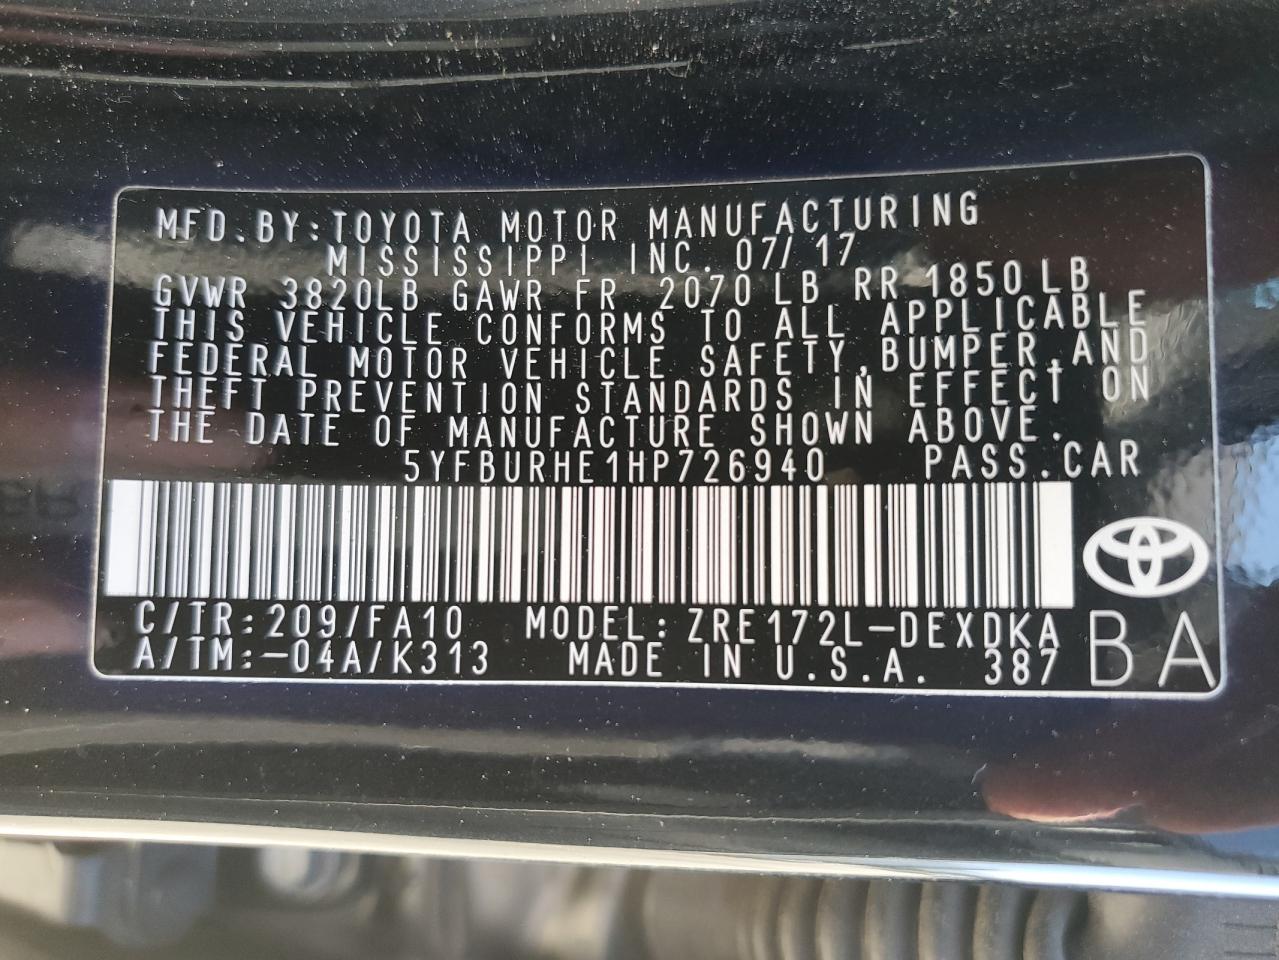 MFD.BY:TOYOTA MOTOR MANUFACTURING
MISSISSIPPI INC. 07/17
GVWR 3820LB GAWR FR 2070LB RR 1850LB
THIS VEHICLE CONFORMS TO ALL APPLICABLE
FEDERAL MOTOR VEHICLE SAFETY,BUMPER,AND
THEFT PREVENTION STANDARDS IN EFFECT ON
THE DATE OF MANUFACTURE SHOWN ABOVE.
5YFBURHE1HP726940 PASS.CAR
C/TR:209/FA10 MODEL:ZRE172L-DEXDKA
A/TM:-04A/K313 MADE IN U.S.A. 387
BA